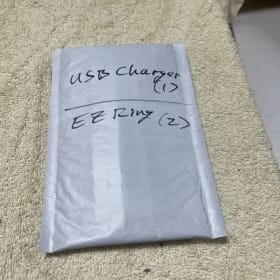 USB Charger
(1)
EZ Ring (2)